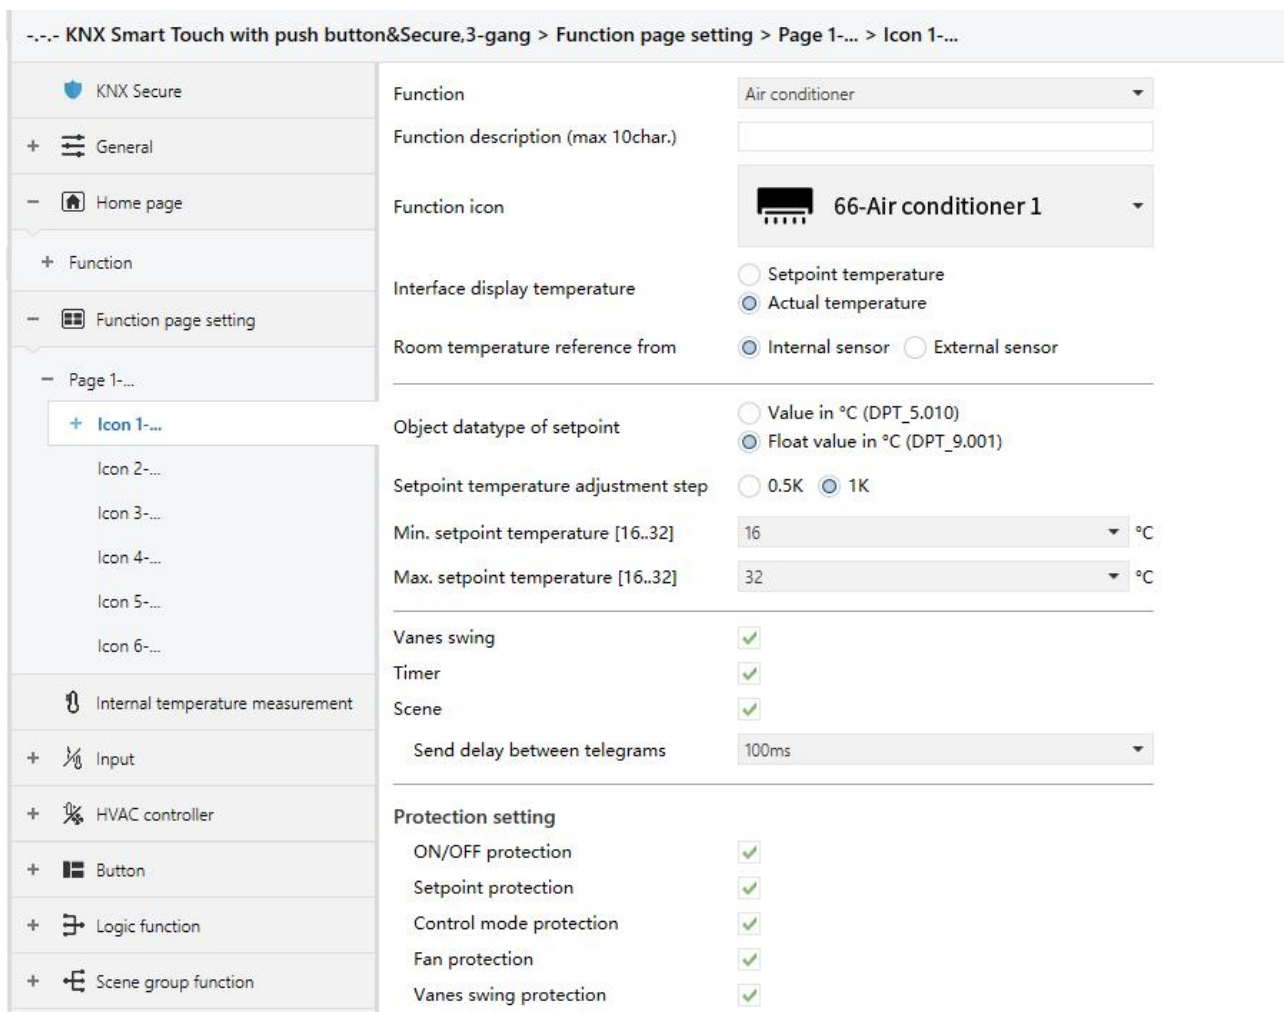 -.-.- KNX Smart Touch with push button&Secure,3-gang > Function page setting > Page 1-... > Icon 1-...
KNX Secure
+ General
− Home page
+ Function
− Function page setting
− Page 1-...
+ Icon 1-...
Icon 2-...
Icon 3-...
Icon 4-...
Icon 5-...
Icon 6-...
Internal temperature measurement
+ Input
+ HVAC controller
+ Button
+ Logic function
+ Scene group function
Function Air conditioner
Function description (max 10char.)
Function icon 66-Air conditioner 1
Interface display temperature
Setpoint temperature
Actual temperature
Room temperature reference from Internal sensor External sensor
Object datatype of setpoint
Value in °C (DPT_5.010)
Float value in °C (DPT_9.001)
Setpoint temperature adjustment step 0.5K 1K
Min. setpoint temperature [16..32] 16 °C
Max. setpoint temperature [16..32] 32 °C
Vanes swing
Timer
Scene
Send delay between telegrams 100ms
Protection setting
ON/OFF protection
Setpoint protection
Control mode protection
Fan protection
Vanes swing protection